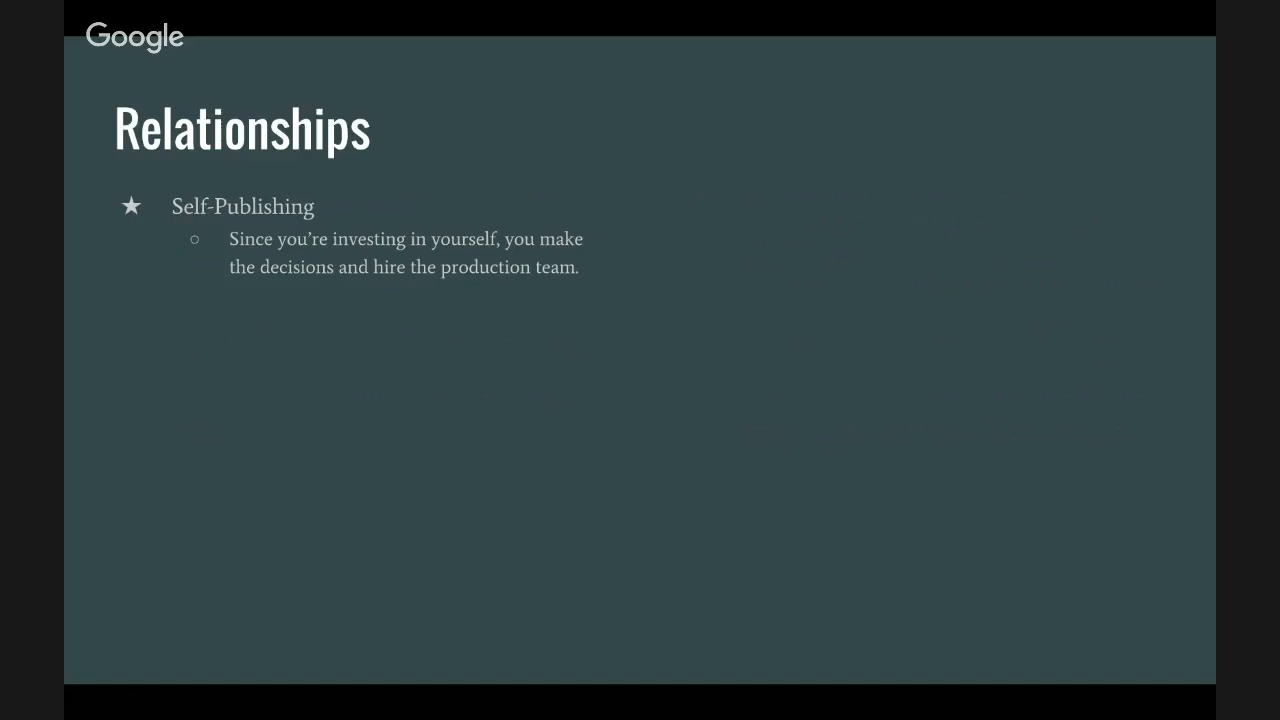 Google
Relationships
★ Self-Publishing
○ Since you’re investing in yourself, you make
the decisions and hire the production team.